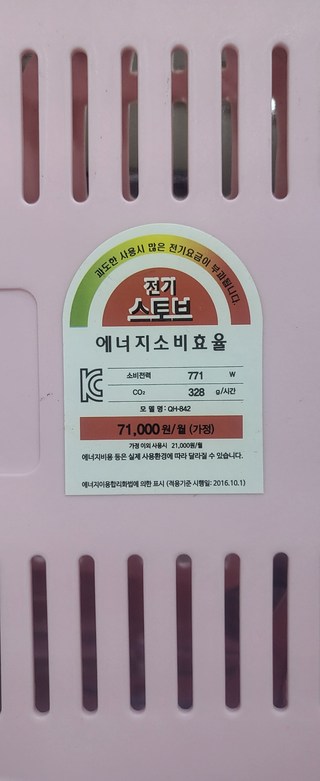 과도한 사용시 많은 전기요금이 부과됩니다.
전기
스토브
에너지소비효율
소비전력 771 W
CO₂ 328 g/시간
모 델 명 : QH-842
71,000원/월 (가정)
가정 이외 사용시 21,000원/월
에너지비용 등은 실제 사용환경에 따라 달라질 수 있습니다.
에너지이용합리화법에 의한 표시 (적용기준 시행일: 2016.10.1)